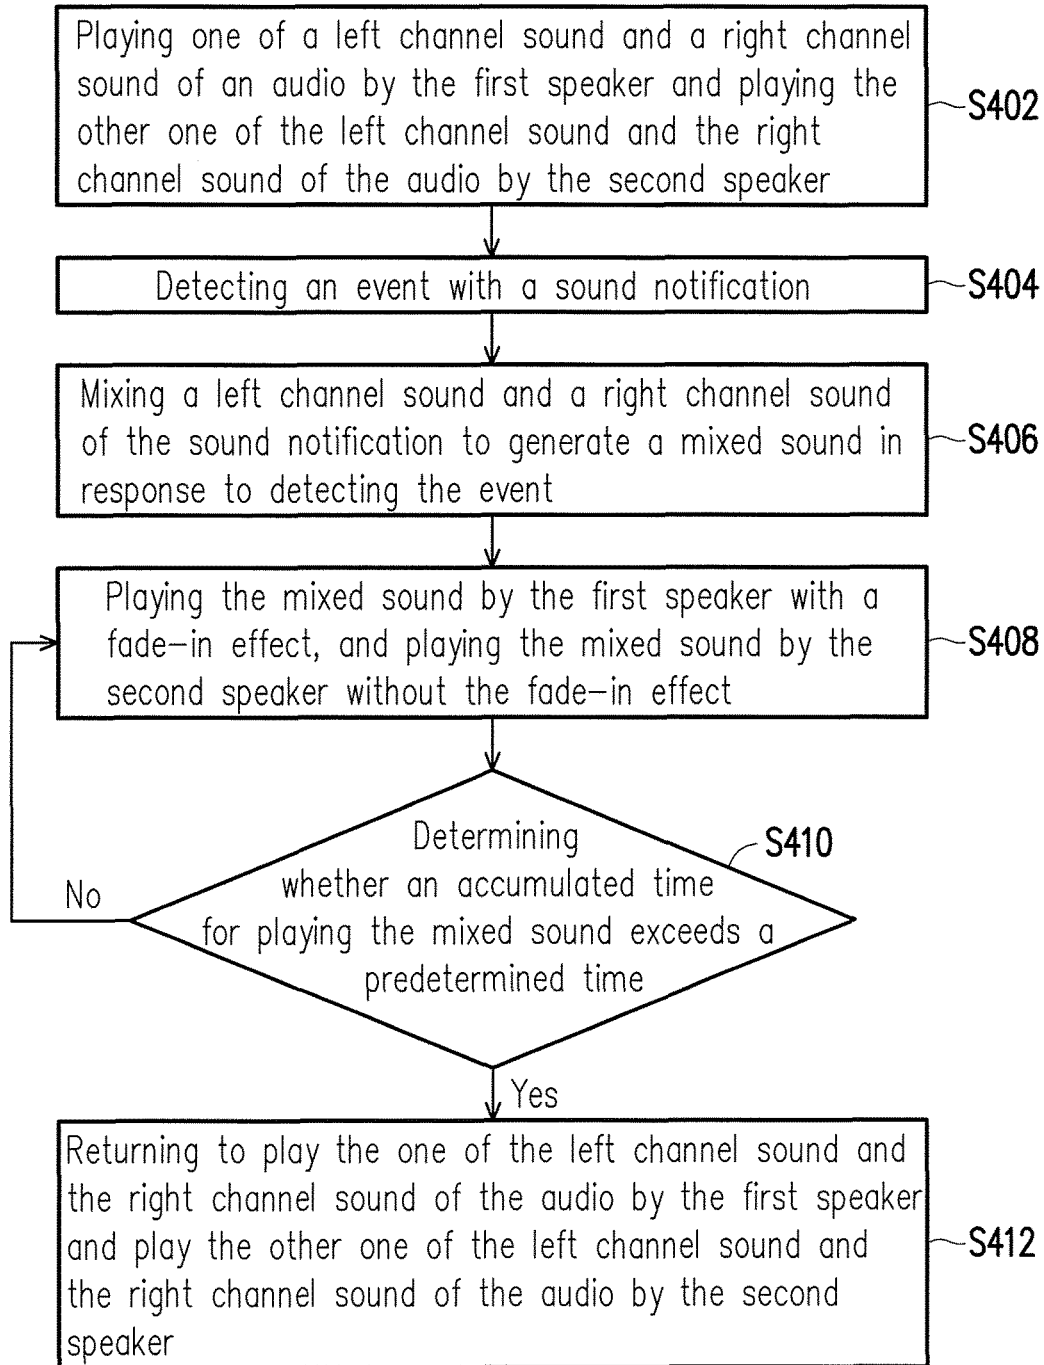 Playing one of a left channel sound and a right channel
sound of an audio by the first speaker and playing the
other one of the left channel sound and the right
channel sound of the audio by the second speaker
S402
Detecting an event with a sound notification
S404
Mixing a left channel sound and a right channel sound
of the sound notification to generate a mixed sound in
response to detecting the event
S406
Playing the mixed sound by the first speaker with a
fade-in effect, and playing the mixed sound by the
second speaker without the fade-in effect
S408
Determining
whether an accumulated time
for playing the mixed sound exceeds a
predetermined time
S410
No
Yes
Returning to play the one of the left channel sound and
the right channel sound of the audio by the first speaker
and play the other one of the left channel sound and
the right channel sound of the audio by the second
speaker
S412